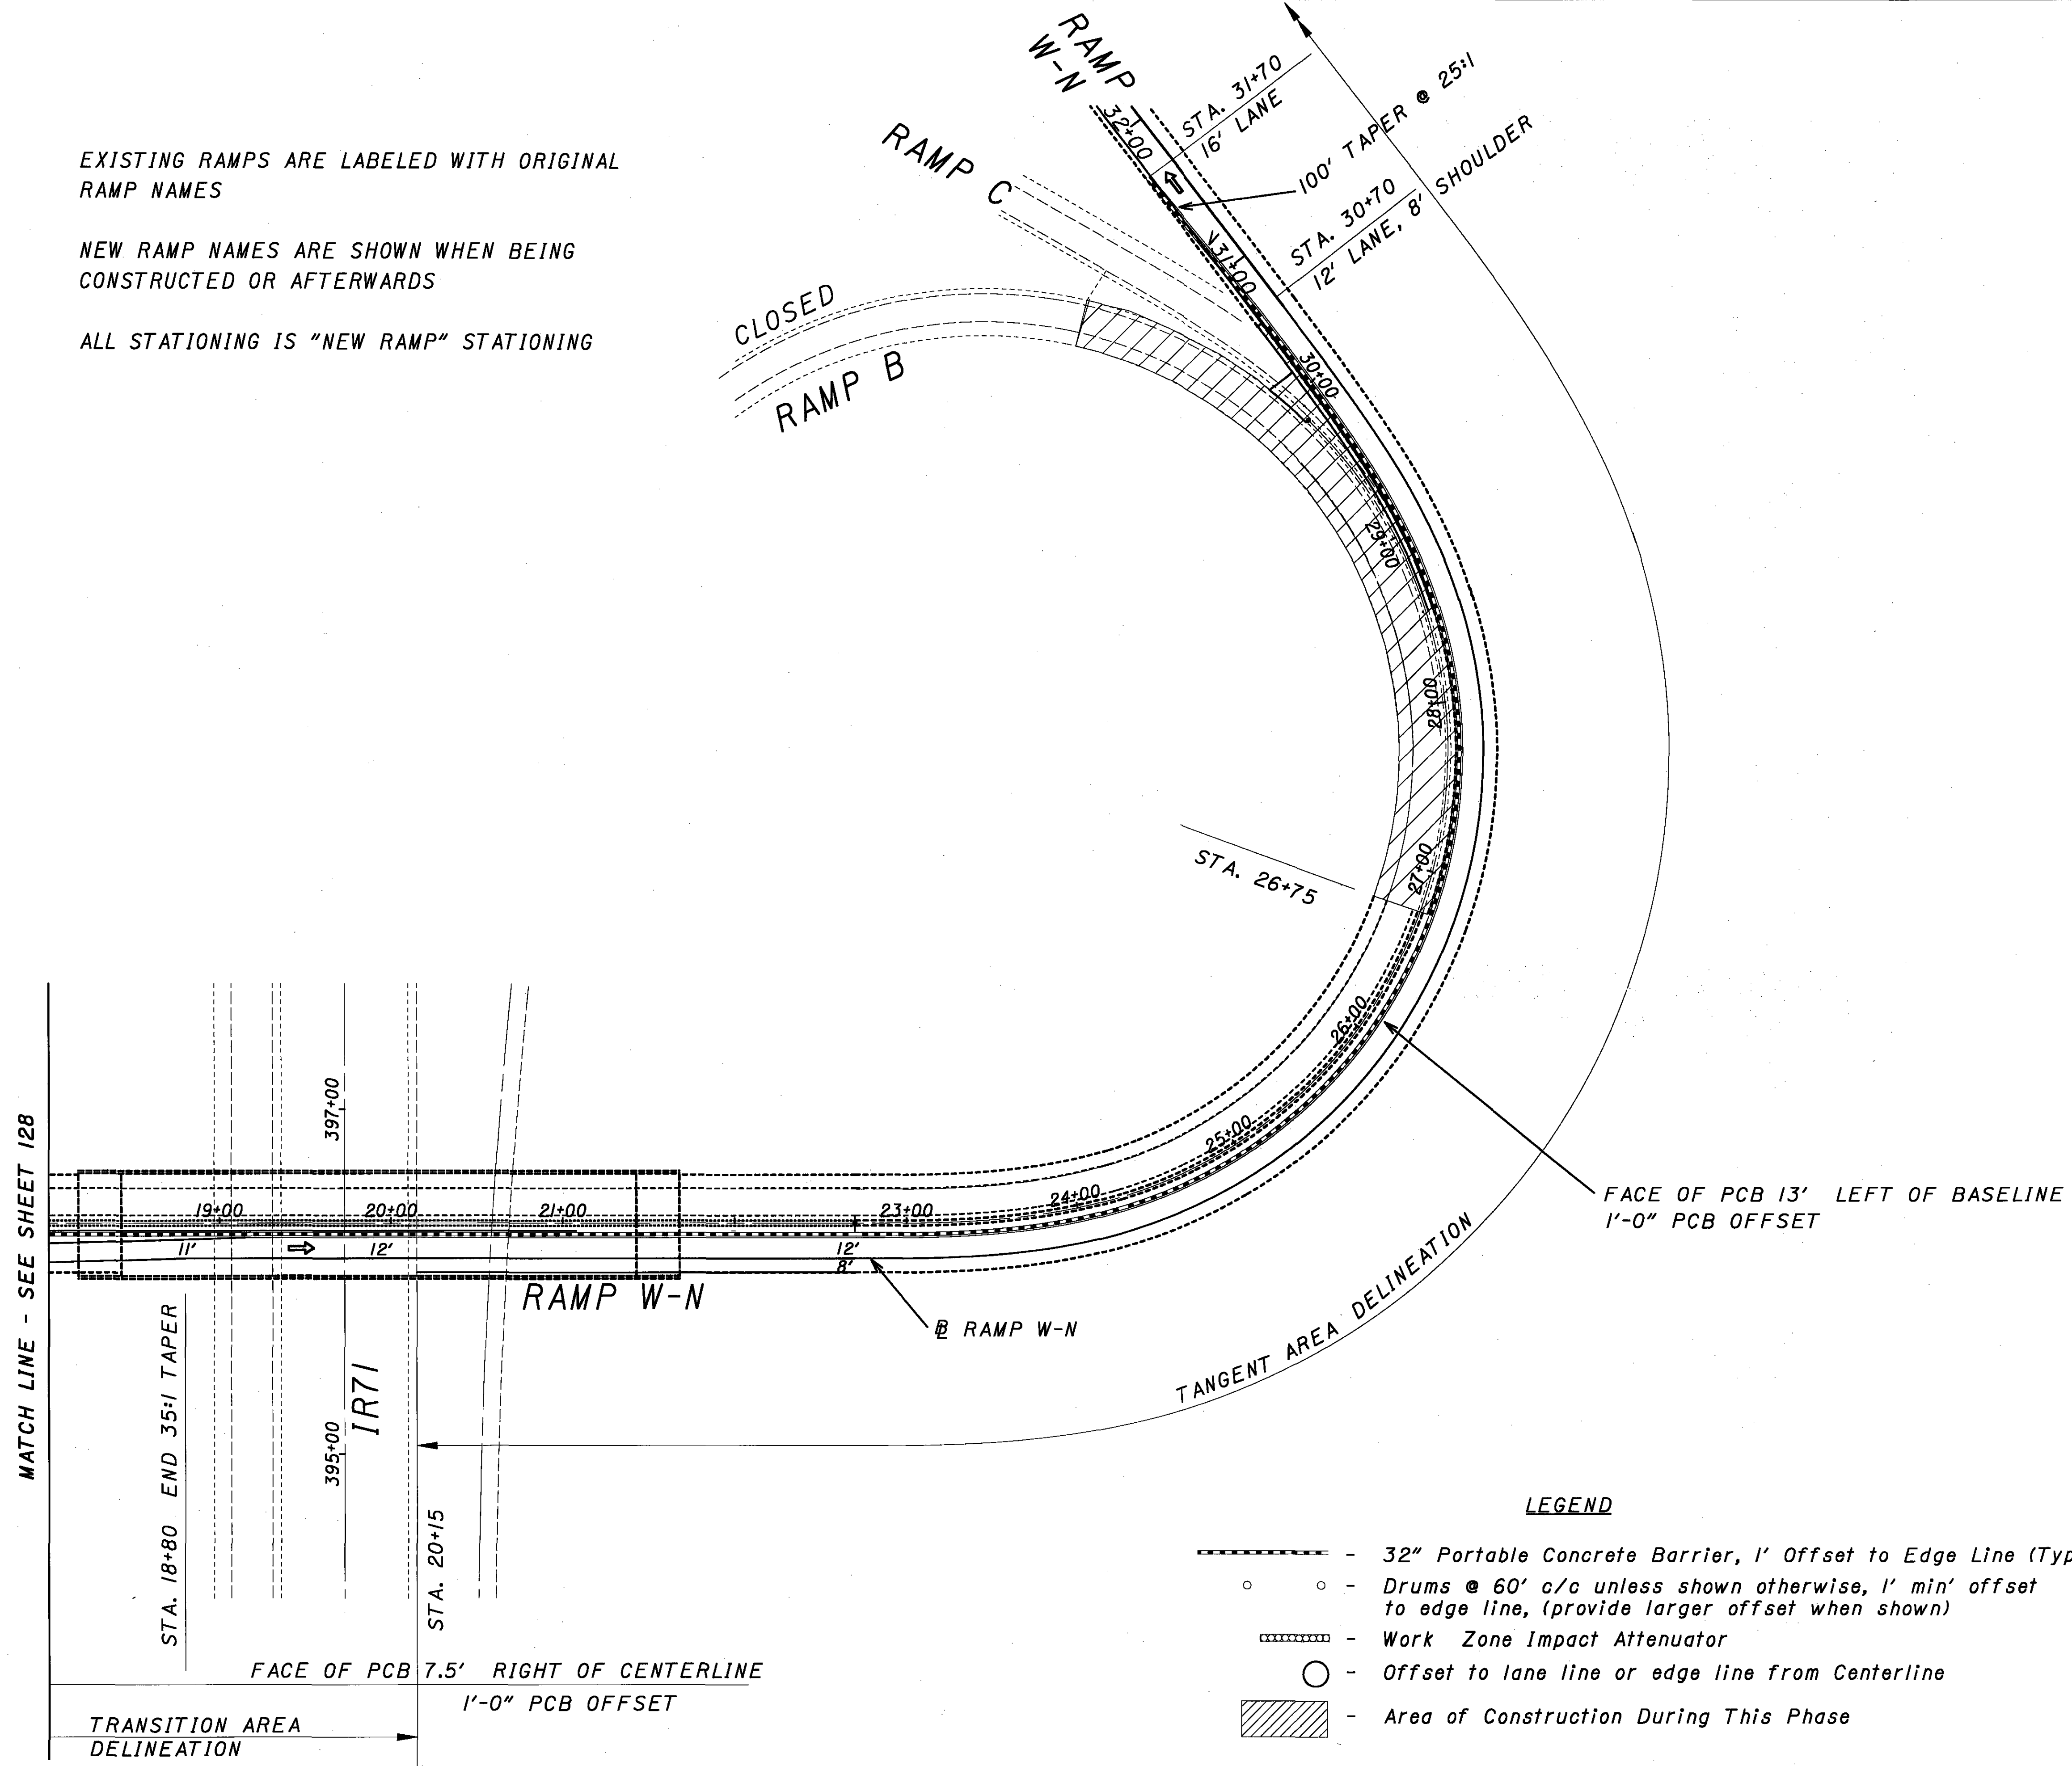 EXISTING RAMPS ARE LABELED WITH ORIGINAL
RAMP NAMES
NEW RAMP NAMES ARE SHOWN WHEN BEING
CONSTRUCTED OR AFTERWARDS
ALL STATIONING IS "NEW RAMP" STATIONING
RAMP
W-N
32+00
STA. 31+70
16' LANE
100' TAPER @ 25:1
STA. 30+70
12' LANE, 8' SHOULDER
RAMP C
31+00
CLOSED
RAMP B
30+00
29+00
28+00
27+00
STA. 26+75
26+00
25+00
24+00
23+00
MATCH LINE - SEE SHEET 128
397+00
19+00
20+00
21+00
11'
12'
12'
8'
RAMP W-N
BL RAMP W-N
FACE OF PCB 13' LEFT OF BASELINE
1'-0" PCB OFFSET
TANGENT AREA DELINEATION
STA. 18+80 END 35:1 TAPER
IR71
395+00
STA. 20+15
FACE OF PCB 7.5' RIGHT OF CENTERLINE
1'-0" PCB OFFSET
TRANSITION AREA
DELINEATION
LEGEND
- 32" Portable Concrete Barrier, 1' Offset to Edge Line (Typ
- Drums @ 60' c/c unless shown otherwise, 1' min' offset
to edge line, (provide larger offset when shown)
- Work Zone Impact Attenuator
- Offset to lane line or edge line from Centerline
- Area of Construction During This Phase